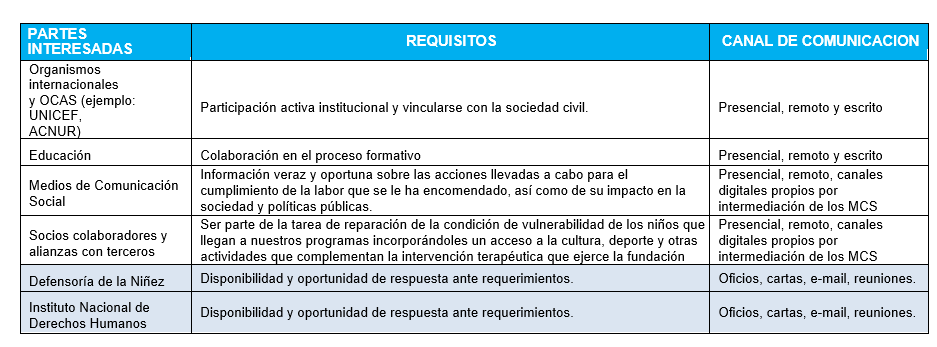 PARTES
INTERESADAS
REQUISITOS
CANAL DE COMUNICACION
Organismos
internacionales
y OCAS (ejemplo:
UNICEF,
ACNUR)
Participación activa institucional y vincularse con la sociedad civil.
Presencial, remoto y escrito
Educación
Colaboración en el proceso formativo
Presencial, remoto y escrito
Medios de Comunicación
Social
Información veraz y oportuna sobre las acciones llevadas a cabo para el
cumplimiento de la labor que se le ha encomendado, así como de su impacto en la
sociedad y políticas públicas.
Presencial, remoto, canales
digitales propios por
intermediación de los MCS
Socios colaboradores y
alianzas con terceros
Ser parte de la tarea de reparación de la condición de vulnerabilidad de los niños que
llegan a nuestros programas incorporándoles un acceso a la cultura, deporte y otras
actividades que complementan la intervención terapéutica que ejerce la fundación
Presencial, remoto, canales
digitales propios por
intermediación de los MCS
Defensoría de la Niñez
Disponibilidad y oportunidad de respuesta ante requerimientos.
Oficios, cartas, e-mail, reuniones.
Instituto Nacional de
Derechos Humanos
Disponibilidad y oportunidad de respuesta ante requerimientos.
Oficios, cartas, e-mail, reuniones.